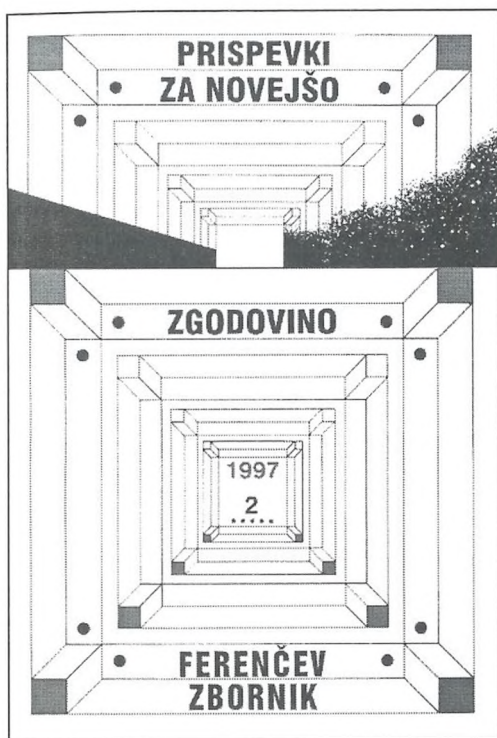 PRISPEVKI
ZA NOVEJŠO
ZGODOVINO
1997
2
FERENČEV
ZBORNIK